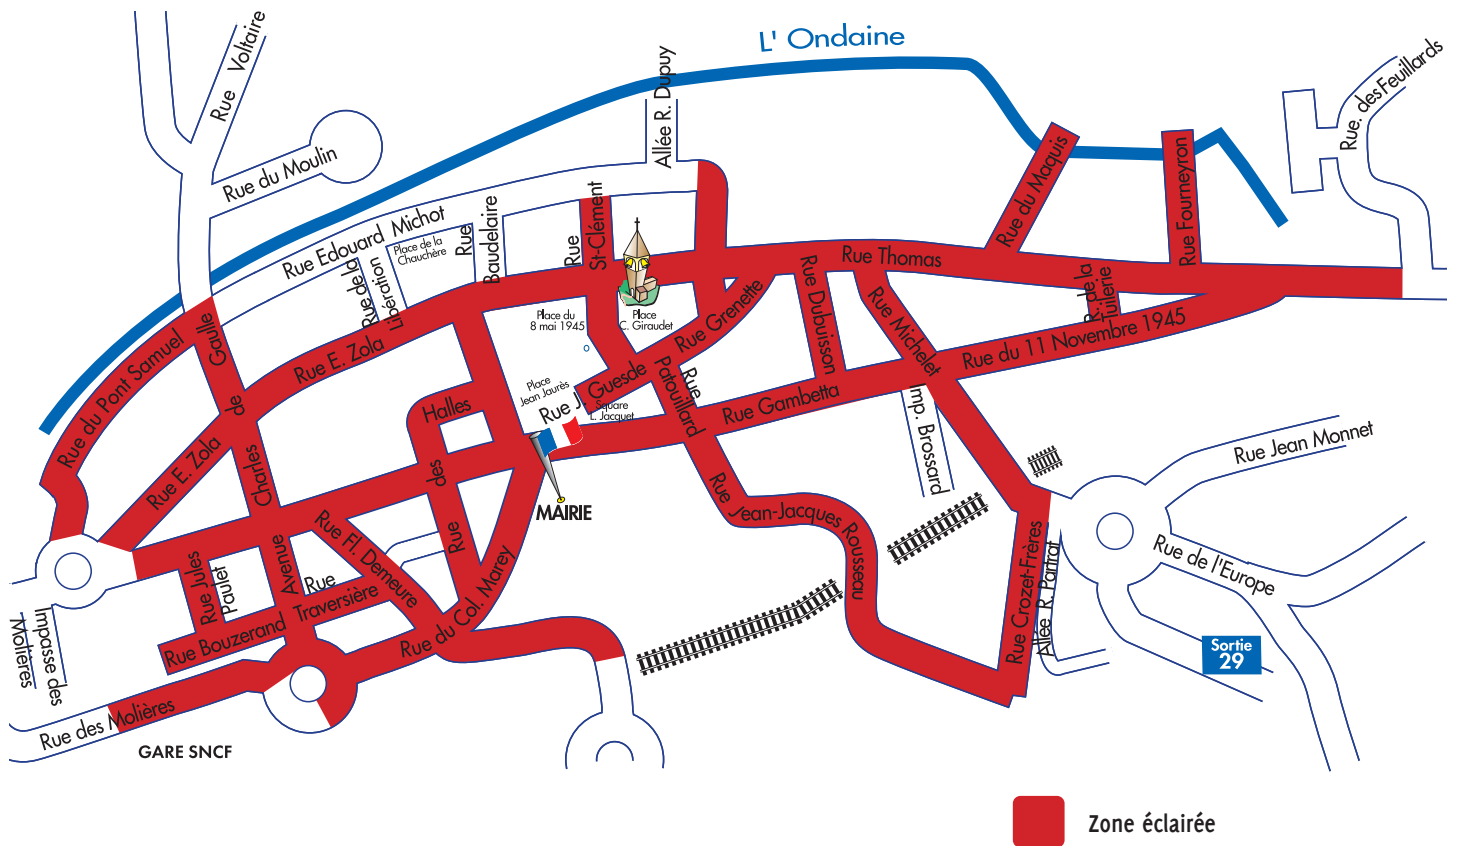 L' Ondaine
Rue Voltaire
Rue du Moulin
Allée R. Dupuy
Rue. des Feuillards
Rue Edouard Michot
Place de la
Chauchère
Rue de la
Libération
Rue
Baudelaire
Rue
St-Clément
Rue du Maquis
Rue Fourneyron
Rue Thomas
R. de la
Tuilerie
Rue du Pont Samuel
Gaulle
de
Charles
Avenue
Rue E. Zola
Rue E. Zola
Place du
8 mai 1945
Place
C. Giraudet
Rue Grenette
Rue Dubuisson
Rue Michelet
Rue du 11 Novembre 1945
Place
Jean Jaurès
Rue J. Guesde
Square
L. Jacquet
Rue
Patouillard
Rue Gambetta
Imp. Brossard
Halles
des
Rue
MAIRIE
Rue Jean-Jacques Rousseau
Rue Jean Monnet
Rue de l'Europe
Rue Crozet-Frères
Allée R. Partrat
Sortie
29
Rue Fl. Demeure
Rue
Traversière
Rue Jules
Paulet
Rue Bouzerand
Rue du Col. Marey
Impasse des
Molières
Rue des Molières
GARE SNCF
Zone éclairée